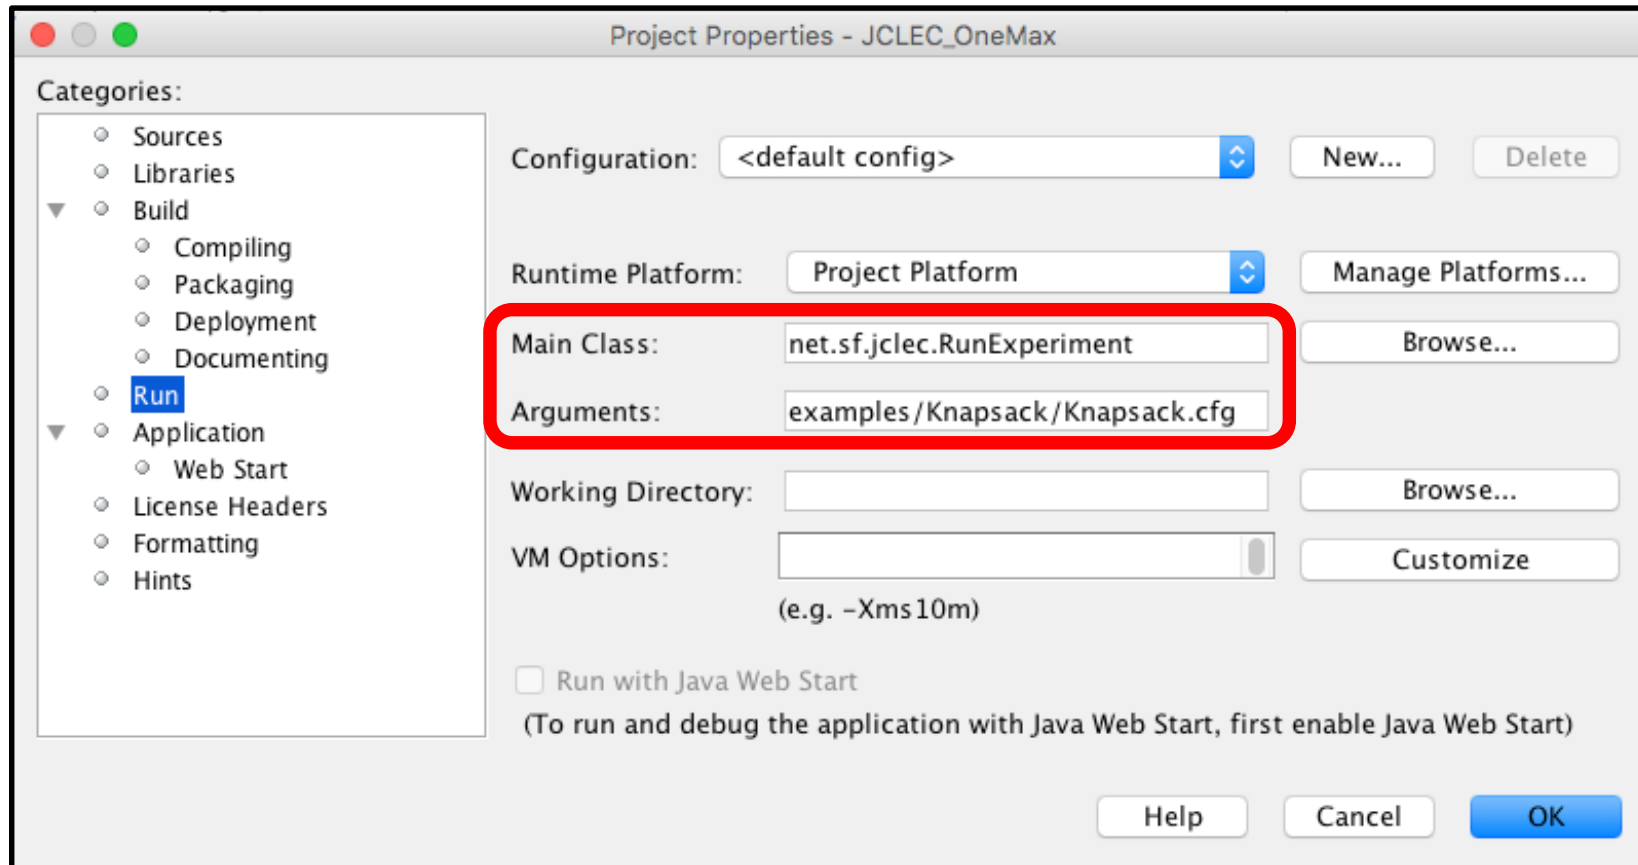 Project Properties - JCLEC_OneMax
Categories:
Sources
Libraries
Build
Compiling
Packaging
Deployment
Documenting
Run
Application
Web Start
License Headers
Formatting
Hints
Configuration: <default config> New... Delete
Runtime Platform: Project Platform Manage Platforms...
Main Class: net.sf.jclec.RunExperiment Browse...
Arguments: examples/Knapsack/Knapsack.cfg
Working Directory: Browse...
VM Options: Customize
(e.g. -Xms10m)
Run with Java Web Start
(To run and debug the application with Java Web Start, first enable Java Web Start)
Help Cancel OK